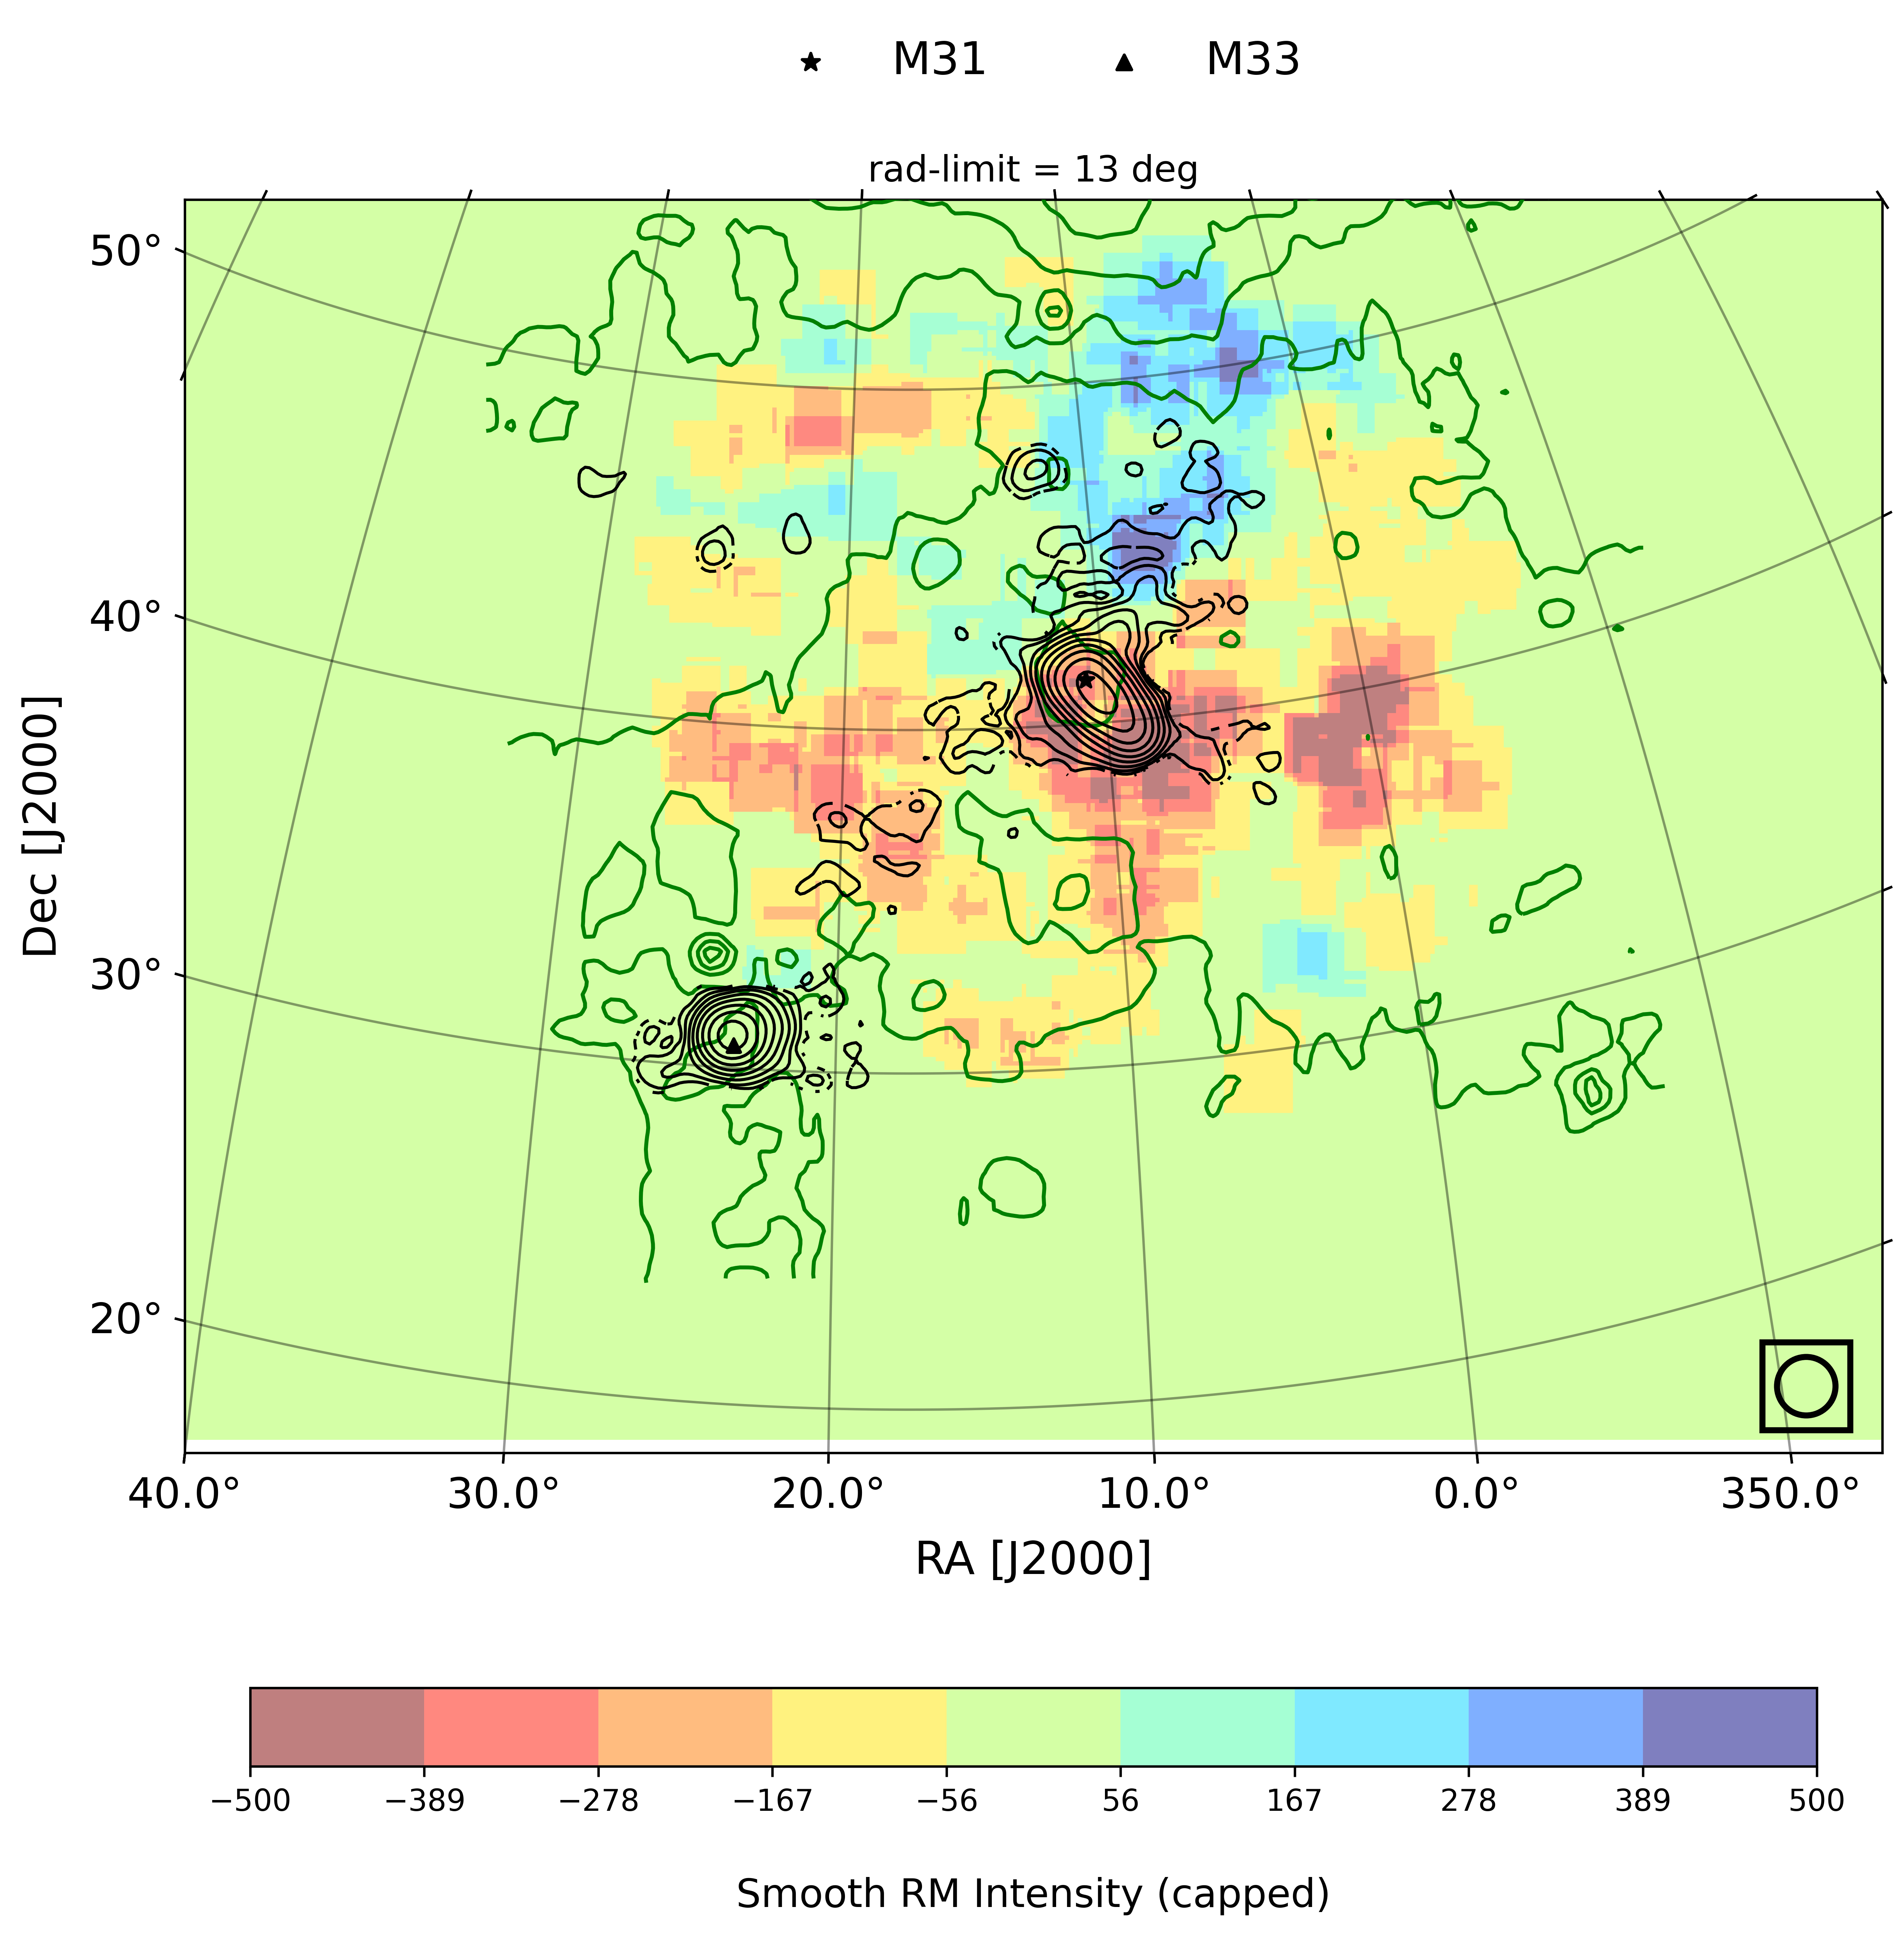 M31 M33
rad-limit = 13 deg
50°
40°
30°
20°
Dec [J2000]
40.0° 30.0° 20.0° 10.0° 0.0° 350.0°
RA [J2000]
−500 −389 −278 −167 −56 56 167 278 389 500
Smooth RM Intensity (capped)